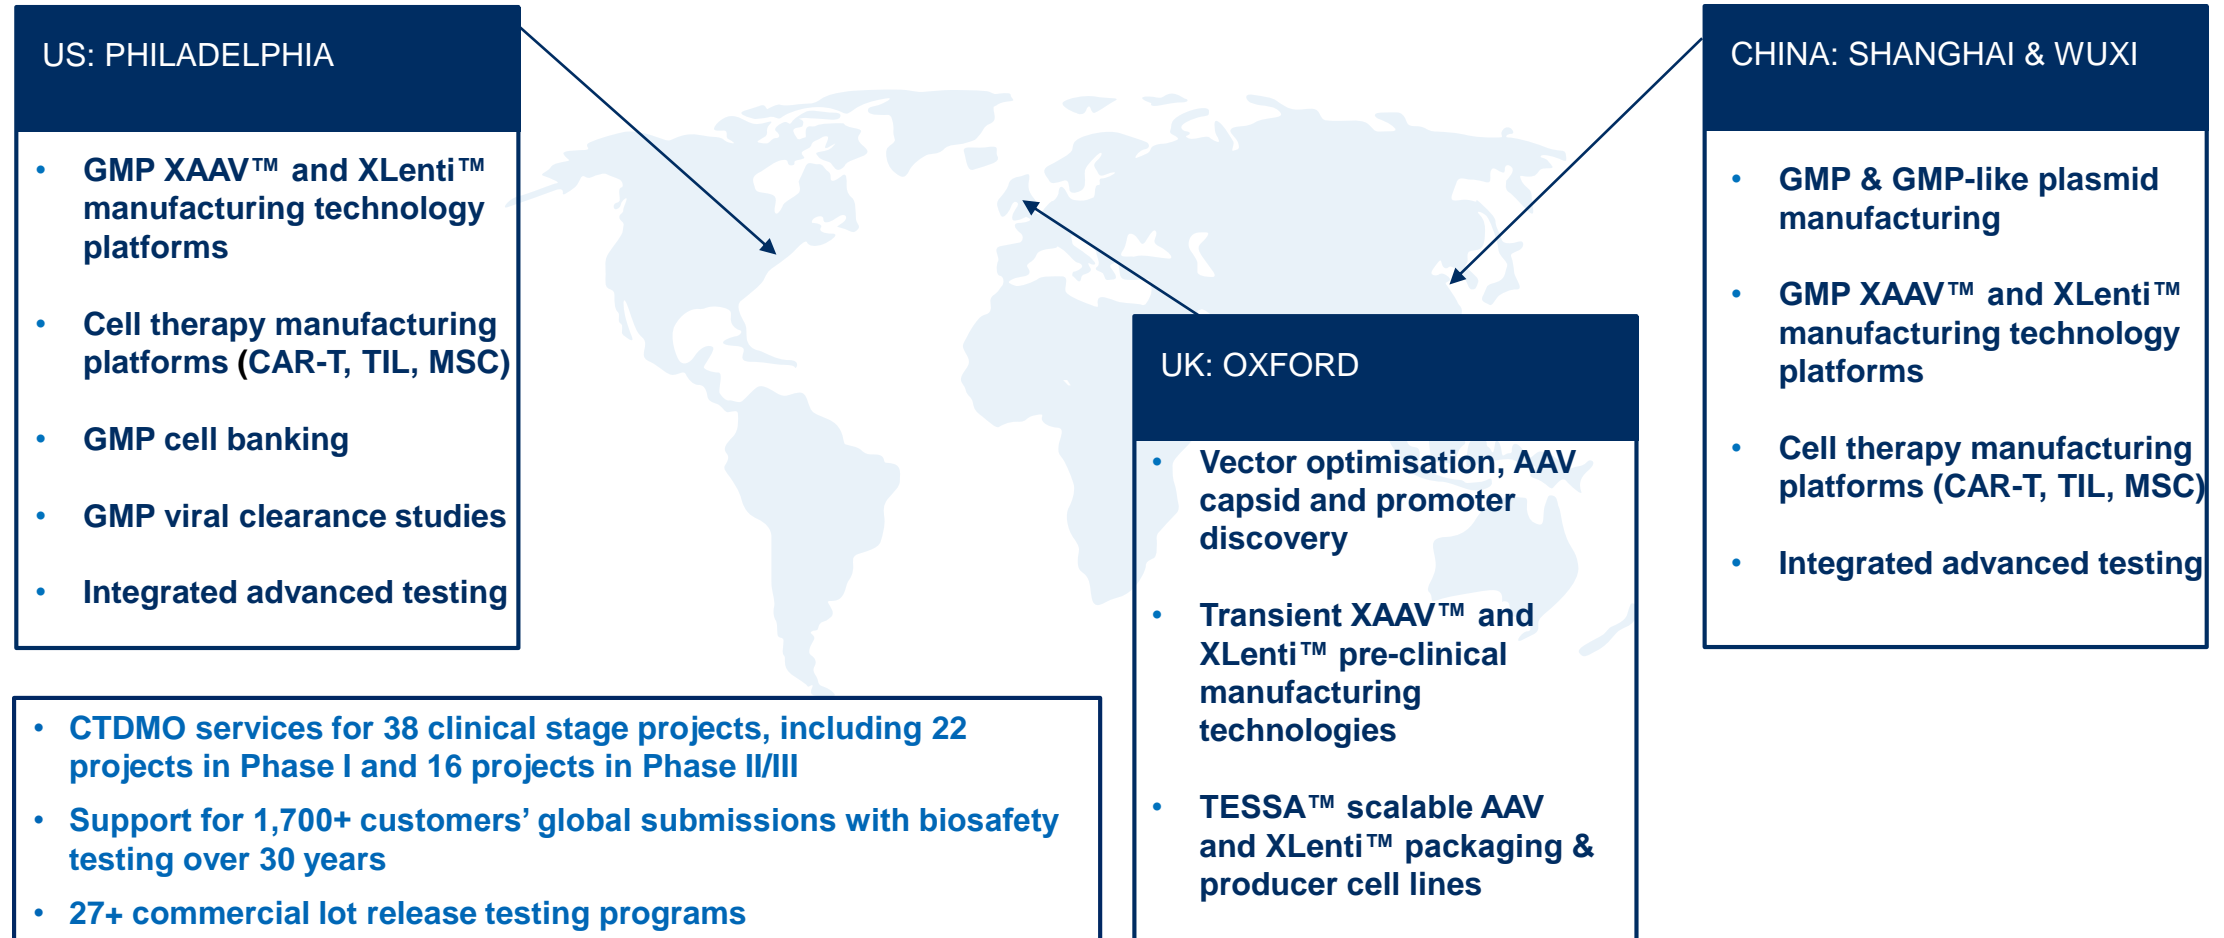 US: PHILADELPHIA
• GMP XAAV™ and XLenti™
manufacturing technology
platforms
• Cell therapy manufacturing
platforms (CAR-T, TIL, MSC)
• GMP cell banking
• GMP viral clearance studies
• Integrated advanced testing
UK: OXFORD
• Vector optimisation, AAV
capsid and promoter
discovery
• Transient XAAV™ and
XLenti™ pre-clinical
manufacturing
technologies
• TESSA™ scalable AAV
and XLenti™ packaging &
producer cell lines
CHINA: SHANGHAI & WUXI
• GMP & GMP-like plasmid
manufacturing
• GMP XAAV™ and XLenti™
manufacturing technology
platforms
• Cell therapy manufacturing
platforms (CAR-T, TIL, MSC)
• Integrated advanced testing
• CTDMO services for 38 clinical stage projects, including 22
projects in Phase I and 16 projects in Phase II/III
• Support for 1,700+ customers’ global submissions with biosafety
testing over 30 years
• 27+ commercial lot release testing programs